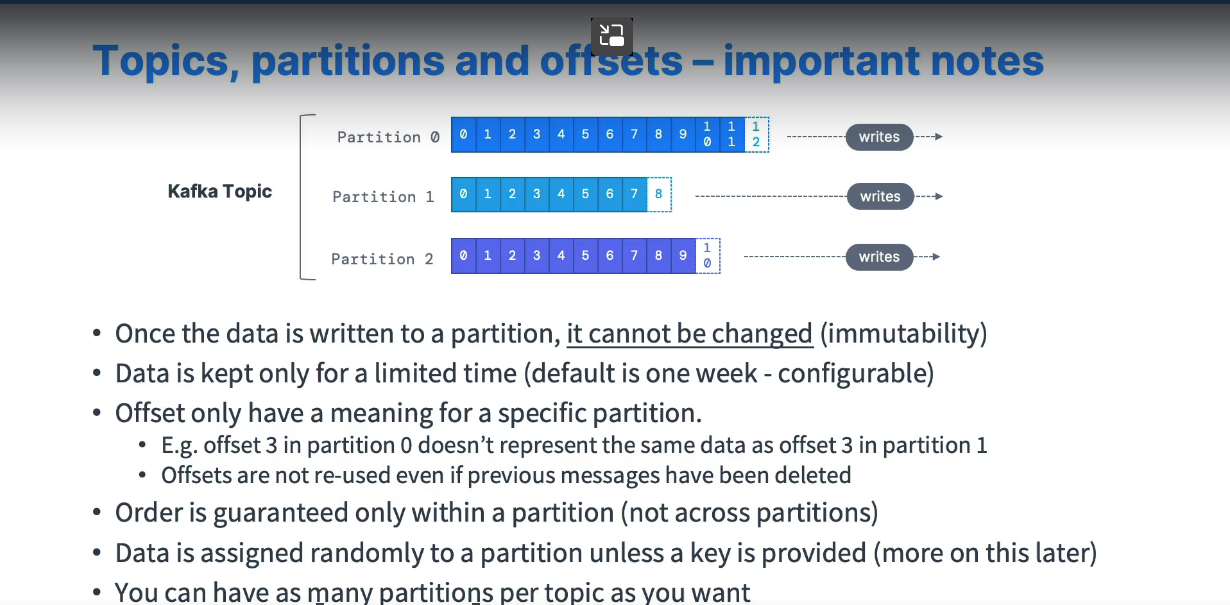 Topics, partitions and offsets – important notes
Partition 0 0 1 2 3 4 5 6 7 8 9 10 11 12 writes
Kafka Topic
Partition 1 0 1 2 3 4 5 6 7 8 writes
Partition 2 0 1 2 3 4 5 6 7 8 9 10 writes
• Once the data is written to a partition, it cannot be changed (immutability)
• Data is kept only for a limited time (default is one week - configurable)
• Offset only have a meaning for a specific partition.
• E.g. offset 3 in partition 0 doesn’t represent the same data as offset 3 in partition 1
• Offsets are not re-used even if previous messages have been deleted
• Order is guaranteed only within a partition (not across partitions)
• Data is assigned randomly to a partition unless a key is provided (more on this later)
• You can have as many partitions per topic as you want